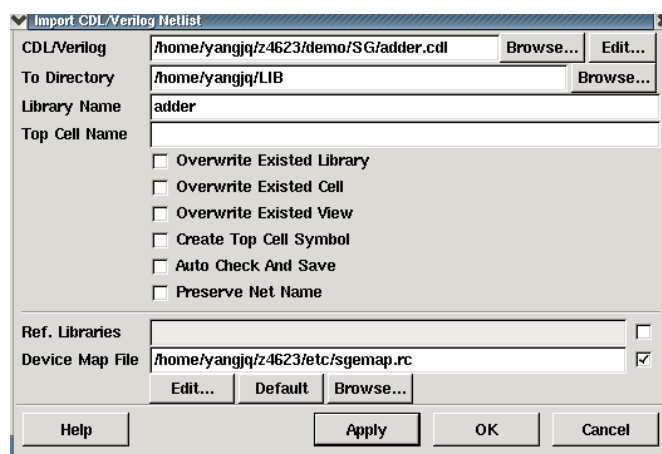 Import CDL/Verilog Netlist
CDL/Verilog /home/yangjq/z4623/demo/SG/adder.cdl Browse... Edit...
To Directory /home/yangjq/LIB Browse...
Library Name adder
Top Cell Name
Overwrite Existed Library
Overwrite Existed Cell
Overwrite Existed View
Create Top Cell Symbol
Auto Check And Save
Preserve Net Name
Ref. Libraries
Device Map File /home/yangjq/z4623/etc/sgemap.rc
Edit... Default Browse...
Help Apply OK Cancel